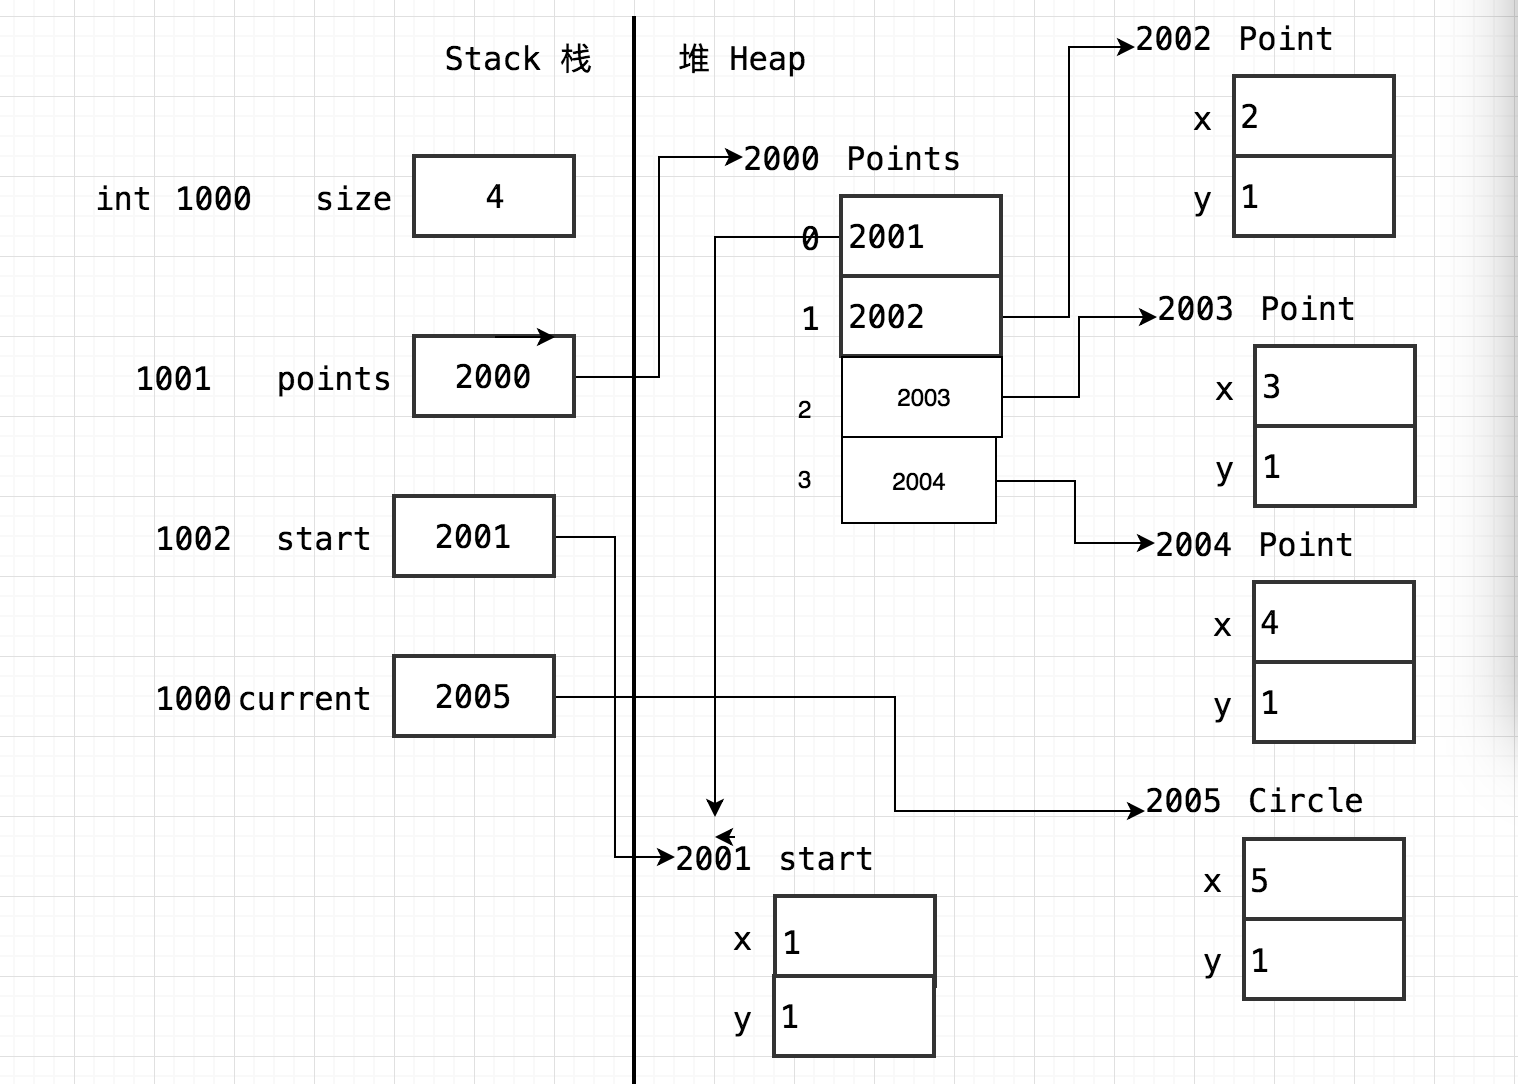 Stack 栈
堆 Heap
int 1000 size 4
1001 points 2000
1002 start 2001
1000 current 2005
2000 Points
0 2001
1 2002
2 2003
3 2004
2001 start
x 1
y 1
2002 Point
x 2
y 1
2003 Point
x 3
y 1
2004 Point
x 4
y 1
2005 Circle
x 5
y 1